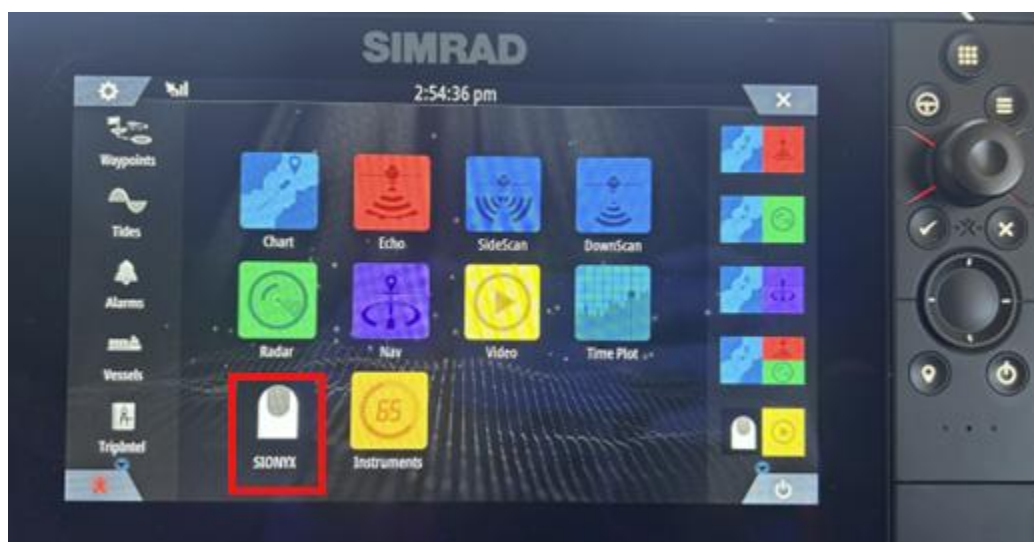 SIMRAD
2:54:36 pm
Waypoints
Tides
Alarms
Vessels
TripIntel
Chart
Echo
SideScan
DownScan
Radar
Nav
Video
Time Plot
SIONYX
65
Instruments